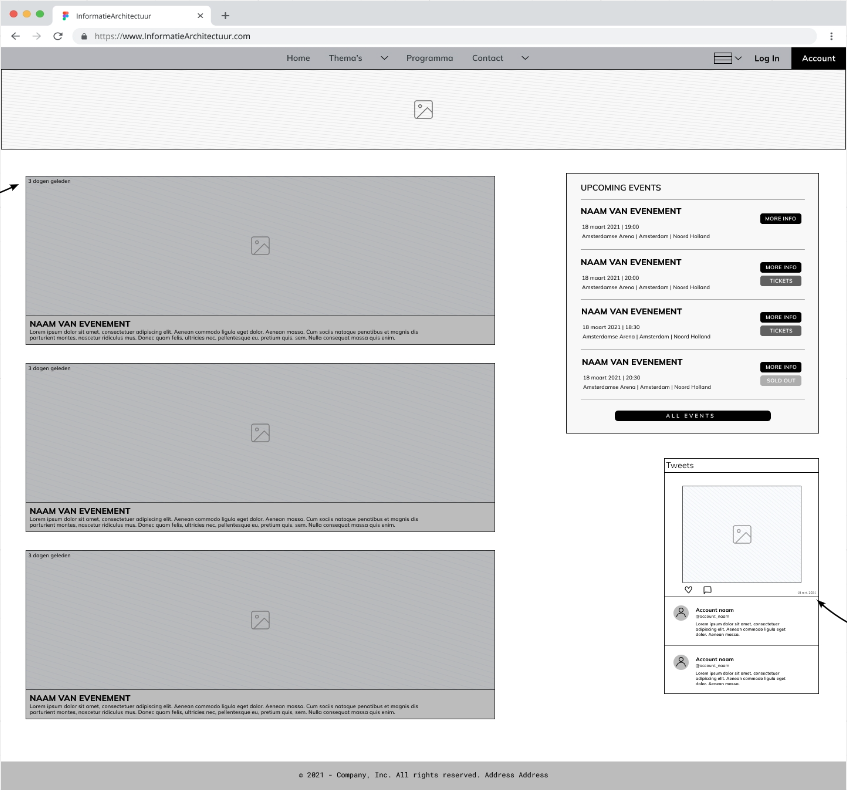 InformatieArchitectuur
https://www.InformatieArchitectuur.com
Home Thema's Programma Contact Log In Account
3 dagen geleden
NAAM VAN EVENEMENT
Lorem ipsum dolor sit amet, consectetuer adipiscing elit. Aenean commodo ligula eget dolor. Aenean massa. Cum sociis natoque penatibus et magnis dis
parturient montes, nascetur ridiculus mus. Donec quam felis, ultricies nec, pellentesque eu, pretium quis, sem. Nulla consequat massa quis enim.
3 dagen geleden
NAAM VAN EVENEMENT
Lorem ipsum dolor sit amet, consectetuer adipiscing elit. Aenean commodo ligula eget dolor. Aenean massa. Cum sociis natoque penatibus et magnis dis
parturient montes, nascetur ridiculus mus. Donec quam felis, ultricies nec, pellentesque eu, pretium quis, sem. Nulla consequat massa quis enim.
3 dagen geleden
NAAM VAN EVENEMENT
Lorem ipsum dolor sit amet, consectetuer adipiscing elit. Aenean commodo ligula eget dolor. Aenean massa. Cum sociis natoque penatibus et magnis dis
parturient montes, nascetur ridiculus mus. Donec quam felis, ultricies nec, pellentesque eu, pretium quis, sem. Nulla consequat massa quis enim.
UPCOMING EVENTS
NAAM VAN EVENEMENT
MORE INFO
18 maart 2021 | 19:00
Amsterdamse Arena | Amsterdam | Noord Holland
NAAM VAN EVENEMENT
MORE INFO
18 maart 2021 | 20:00
TICKETS
Amsterdamse Arena | Amsterdam | Noord Holland
NAAM VAN EVENEMENT
MORE INFO
18 maart 2021 | 18:30
TICKETS
Amsterdamse Arena | Amsterdam | Noord Holland
NAAM VAN EVENEMENT
MORE INFO
18 maart 2021 | 20:30
SOLD OUT
Amsterdamse Arena | Amsterdam | Noord Holland
ALL EVENTS
Tweets
Account naam
@account_naam
Lorem ipsum dolor sit amet, consectetuer
adipiscing elit. Aenean commodo ligula eget
dolor. Aenean massa.
Account naam
@account_naam
Lorem ipsum dolor sit amet, consectetuer
adipiscing elit. Aenean commodo ligula eget
dolor. Aenean massa.
© 2021 - Company, Inc. All rights reserved. Address Address